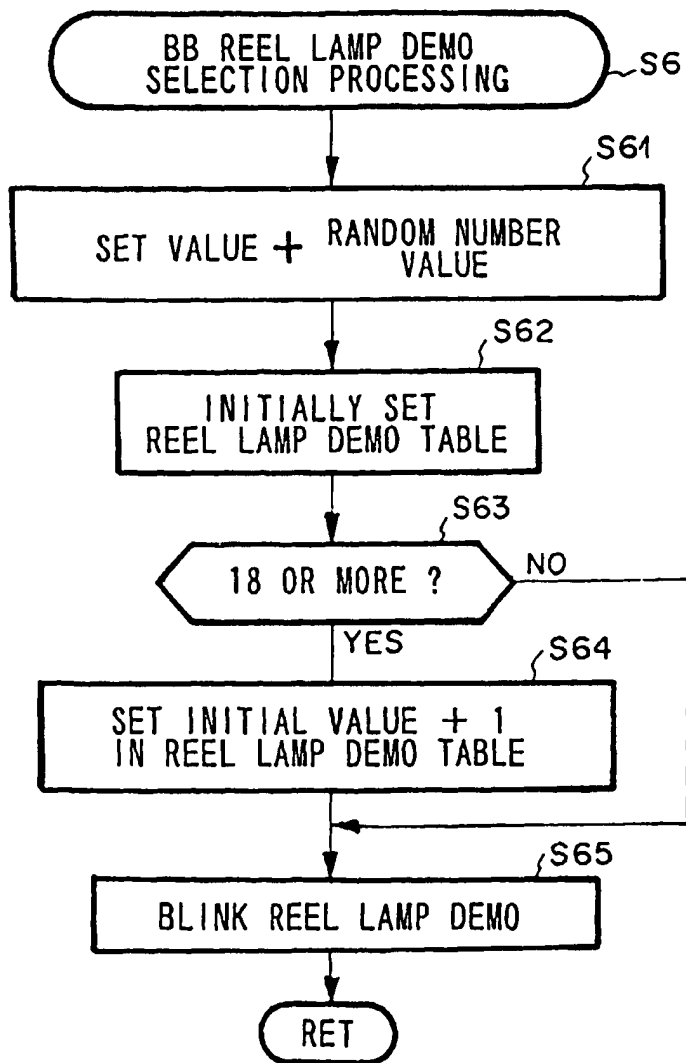 BB REEL LAMP DEMO
SELECTION PROCESSING
S6
S61
SET VALUE + RANDOM NUMBER
VALUE
S62
INITIALLY SET
REEL LAMP DEMO TABLE
S63
18 OR MORE ?
NO
YES
S64
SET INITIAL VALUE + 1
IN REEL LAMP DEMO TABLE
S65
BLINK REEL LAMP DEMO
RET